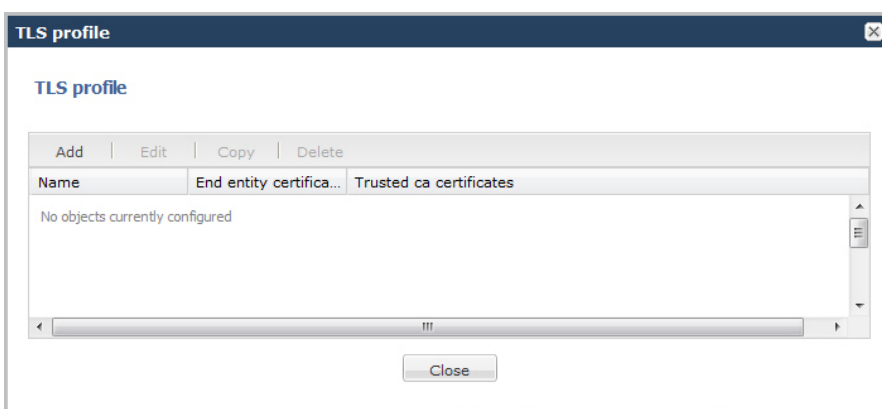 TLS profile
TLS profile
Add Edit Copy Delete
Name End entity certifica... Trusted ca certificates
No objects currently configured
Close